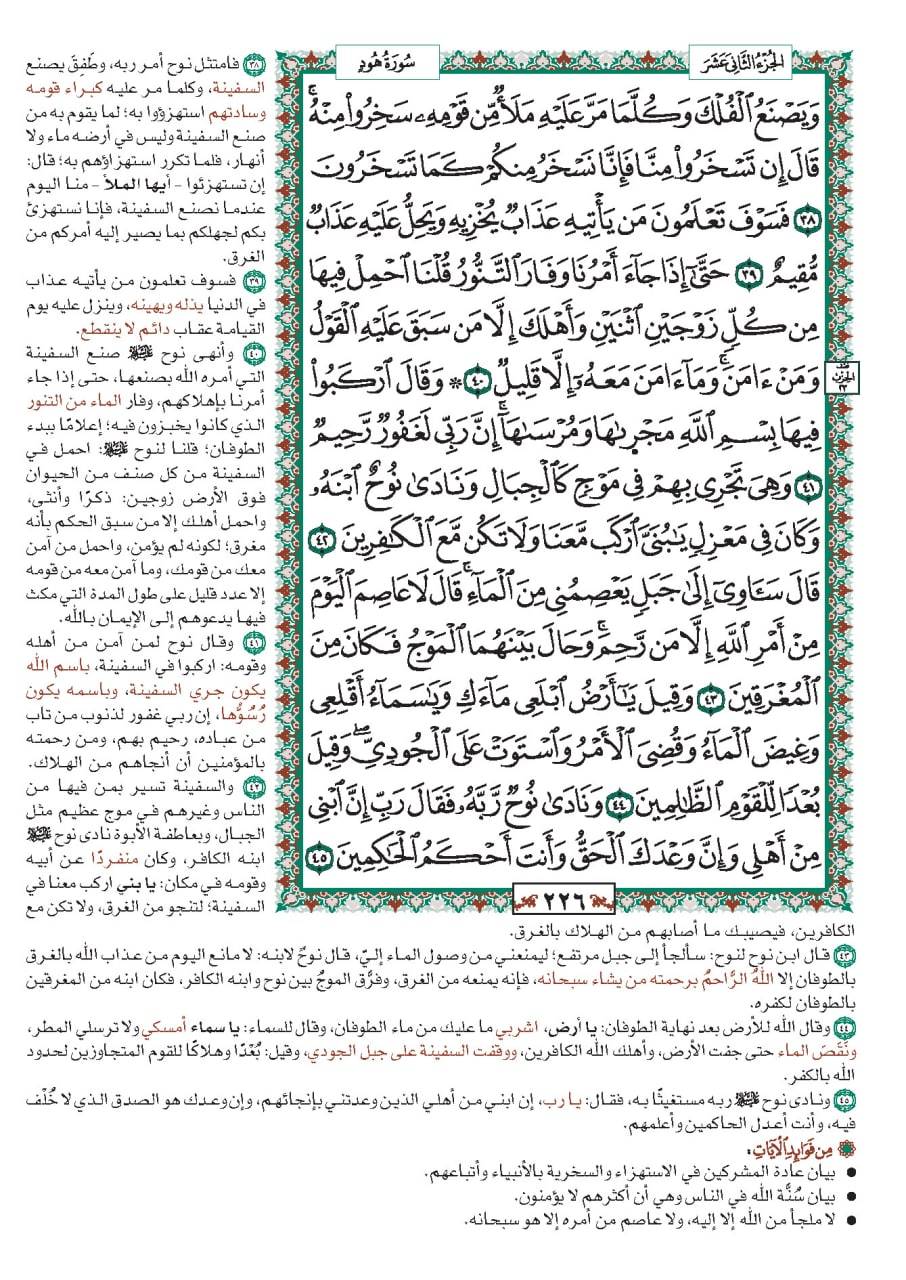 الجُزْءُ الثَّانِي عَشَرَ
سُورَةُ هُودٍ
وَيَصْنَعُ ٱلْفُلْكَ وَكُلَّمَا مَرَّ عَلَيْهِ مَلَأٌ مِّن قَوْمِهِۦ سَخِرُوا۟ مِنْهُۚ
قَالَ إِن تَسْخَرُوا۟ مِنَّا فَإِنَّا نَسْخَرُ مِنكُمْ كَمَا تَسْخَرُونَ
٣٨ فَسَوْفَ تَعْلَمُونَ مَن يَأْتِيهِ عَذَابٌ يُخْزِيهِ وَيَحِلُّ عَلَيْهِ عَذَابٌ
مُّقِيمٌ ٣٩ حَتَّىٰٓ إِذَا جَآءَ أَمْرُنَا وَفَارَ ٱلتَّنُّورُ قُلْنَا ٱحْمِلْ فِيهَا
مِن كُلٍّ زَوْجَيْنِ ٱثْنَيْنِ وَأَهْلَكَ إِلَّا مَن سَبَقَ عَلَيْهِ ٱلْقَوْلُ
وَمَنْ ءَامَنَۚ وَمَآ ءَامَنَ مَعَهُۥٓ إِلَّا قَلِيلٌ ٤٠ ۞ وَقَالَ ٱرْكَبُوا۟
فِيهَا بِسْمِ ٱللَّهِ مَجْر۪ىٰهَا وَمُرْسَىٰهَآۚ إِنَّ رَبِّى لَغَفُورٌ رَّحِيمٌ
٤١ وَهِىَ تَجْرِى بِهِمْ فِى مَوْجٍ كَٱلْجِبَالِ وَنَادَىٰ نُوحٌ ٱبْنَهُۥ
وَكَانَ فِى مَعْزِلٍ يَٰبُنَىَّ ٱرْكَب مَّعَنَا وَلَا تَكُن مَّعَ ٱلْكَٰفِرِينَ ٤٢
قَالَ سَـَٔاوِىٓ إِلَىٰ جَبَلٍ يَعْصِمُنِى مِنَ ٱلْمَآءِۚ قَالَ لَا عَاصِمَ ٱلْيَوْمَ
مِنْ أَمْرِ ٱللَّهِ إِلَّا مَن رَّحِمَۚ وَحَالَ بَيْنَهُمَا ٱلْمَوْجُ فَكَانَ مِنَ
ٱلْمُغْرَقِينَ ٤٣ وَقِيلَ يَٰٓأَرْضُ ٱبْلَعِى مَآءَكِ وَيَٰسَمَآءُ أَقْلِعِى
وَغِيضَ ٱلْمَآءُ وَقُضِىَ ٱلْأَمْرُ وَٱسْتَوَتْ عَلَى ٱلْجُودِىِّۖ وَقِيلَ
بُعْدًا لِّلْقَوْمِ ٱلظَّٰلِمِينَ ٤٤ وَنَادَىٰ نُوحٌ رَّبَّهُۥ فَقَالَ رَبِّ إِنَّ ٱبْنِى
مِنْ أَهْلِى وَإِنَّ وَعْدَكَ ٱلْحَقُّ وَأَنتَ أَحْكَمُ ٱلْحَٰكِمِينَ ٤٥
٢٢٦
٣٨ فامتثل نوح أمر ربه، وطَفِقَ يصنع
السفينة، وكلما مر عليه كبراء قومه
وسادتهم استهزؤوا به؛ لما يقوم به من
صنع السفينة وليس في أرضه ماء ولا
أنهار، فلما تكرر استهزاؤهم به؛ قال:
إن تستهزئوا - أيها الملأ - منا اليوم
عندما نصنع السفينة، فإنا نستهزئ
بكم لجهلكم بما يصير إليه أمركم من
الغرق.
٣٩ فسوف تعلمون من يأتيه عذاب
في الدنيا يذله ويهينه، وينزل عليه يوم
القيامة عقاب دائم لا ينقطع.
٤٠ وأنهى نوح ﷺ صنع السفينة
التي أمره الله بصنعها، حتى إذا جاء
أمرنا بإهلاكهم، وفار الماء من التنور
الذي كانوا يخبزون فيه؛ إعلامًا ببدء
الطوفان؛ قلنا لنوح ﷺ: احمل في
السفينة من كل صنف من الحيوان
فوق الأرض زوجين: ذكرًا وأنثى،
واحمل أهلك إلا من سبق الحكم بأنه
مغرق؛ لكونه لم يؤمن، واحمل من آمن
معك من قومك، وما آمن معه من قومه
إلا عدد قليل على طول المدة التي مكث
فيها يدعوهم إلى الإيمان بالله.
٤١ وقال نوح لمن آمن من أهله
وقومه: اركبوا في السفينة، باسم الله
يكون جري السفينة، وباسمه يكون
رُسُوُّها، إن ربي غفور لذنوب من تاب
من عباده، رحيم بهم، ومن رحمته
بالمؤمنين أن أنجاهم من الهلاك.
٤٢ والسفينة تسير بمن فيها من
الناس وغيرهم في موج عظيم مثل
الجبال، وبعاطفة الأبوة نادى نوح ﷺ
ابنه الكافر، وكان منفردًا عن أبيه
وقومه في مكان: يا بني اركب معنا في
السفينة؛ لتنجو من الغرق، ولا تكن مع
الكافرين، فيصيبك ما أصابهم من الهلاك بالغرق.
٤٣ قال ابن نوح لنوح: سألجأ إلى جبل مرتفع؛ ليمنعني من وصول الماء إليّ، قال نوحٌ لابنه: لا مانع اليوم من عذاب الله بالغرق
بالطوفان إلا اللهُ الرَّاحمُ برحمته من يشاء سبحانه، فإنه يمنعه من الغرق، وفرَّق الموجُ بين نوح وابنه الكافر، فكان ابنه من المغرقين
بالطوفان لكفره.
٤٤ وقال الله للأرض بعد نهاية الطوفان: يا أرض، اشربي ما عليك من ماء الطوفان، وقال للسماء: يا سماء أمسكي ولا ترسلي المطر،
ونَقَصَ الماء حتى جفت الأرض، وأهلك الله الكافرين، ووقفت السفينة على جبل الجودي، وقيل: بُعْدًا وهلاكًا للقوم المتجاوزين لحدود
الله بالكفر.
٤٥ ونادى نوح ﷺ ربه مستغيثًا به، فقال: يا رب، إن ابني من أهلي الذين وعدتني بإنجائهم، وإن وعدك هو الصدق الذي لا خُلْف
فيه، وأنت أعدل الحاكمين وأعلمهم.
مِن فَوَائِدِ الآيَاتِ:
• بيان عادة المشركين في الاستهزاء والسخرية بالأنبياء وأتباعهم.
• بيان سُنَّة الله في الناس وهي أن أكثرهم لا يؤمنون.
• لا ملجأ من الله إلا إليه، ولا عاصم من أمره إلا هو سبحانه.